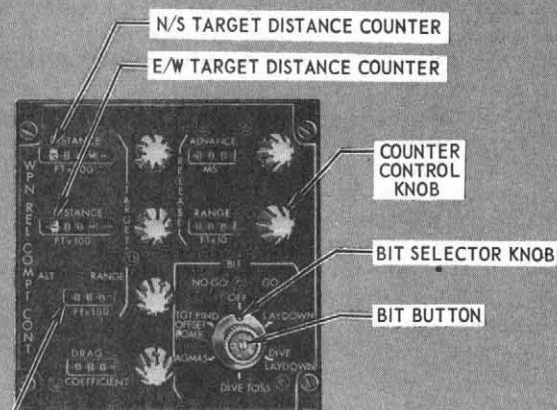 N/S TARGET DISTANCE COUNTER
E/W TARGET DISTANCE COUNTER
COUNTER
CONTROL
KNOB
BIT SELECTOR KNOB
BIT BUTTON
WPN REL COMPT CONT
DISTANCE
FT x 100
DISTANCE
FT x 100
TARGET
ALT RANGE
FT x 100
DRAG
COEFFICIENT
RELEASE
ADVANCE
MS
RANGE
FT x 10
BIT
NO GO GO
OFF
TGT FIND
OFFSET
BOMB
LAYDOWN
AGM45
DIVE
LAYDOWN
DIVE TOSS